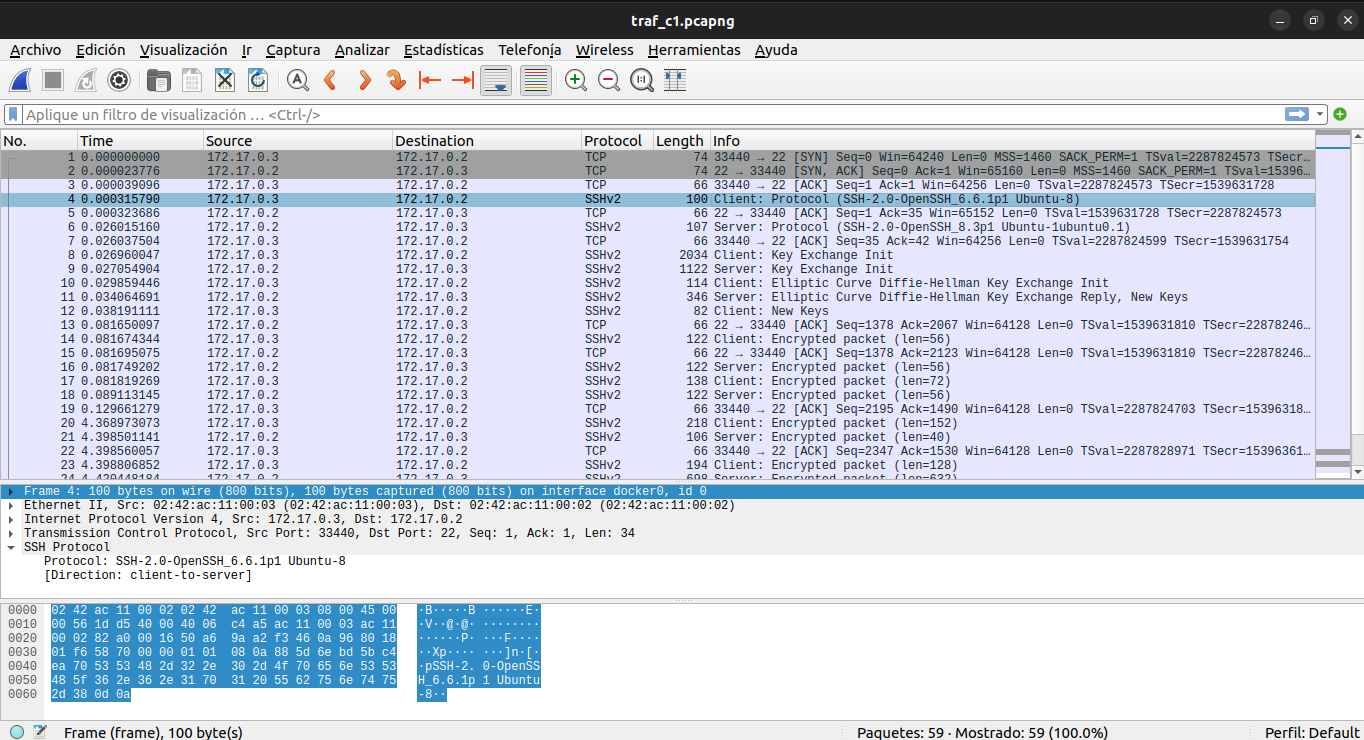 traf_c1.pcapng
Archivo Edición Visualización Ir Captura Analizar Estadísticas Telefonía Wireless Herramientas Ayuda
Aplique un filtro de visualización … <Ctrl-/>
No. Time Source Destination Protocol Length Info
1 0.000000000 172.17.0.3 172.17.0.2 TCP 74 33440 → 22 [SYN] Seq=0 Win=64240 Len=0 MSS=1460 SACK_PERM=1 TSval=2287824573 TSecr…
2 0.000023776 172.17.0.2 172.17.0.3 TCP 74 22 → 33440 [SYN, ACK] Seq=0 Ack=1 Win=65160 Len=0 MSS=1460 SACK_PERM=1 TSval=15396…
3 0.000039096 172.17.0.3 172.17.0.2 TCP 66 33440 → 22 [ACK] Seq=1 Ack=1 Win=64256 Len=0 TSval=2287824573 TSecr=1539631728
4 0.000315790 172.17.0.3 172.17.0.2 SSHv2 100 Client: Protocol (SSH-2.0-OpenSSH_6.6.1p1 Ubuntu-8)
5 0.000323686 172.17.0.2 172.17.0.3 TCP 66 22 → 33440 [ACK] Seq=1 Ack=35 Win=65152 Len=0 TSval=1539631728 TSecr=2287824573
6 0.026015160 172.17.0.2 172.17.0.3 SSHv2 107 Server: Protocol (SSH-2.0-OpenSSH_8.3p1 Ubuntu-1ubuntu0.1)
7 0.026037504 172.17.0.3 172.17.0.2 TCP 66 33440 → 22 [ACK] Seq=35 Ack=42 Win=64256 Len=0 TSval=2287824599 TSecr=1539631754
8 0.026960047 172.17.0.3 172.17.0.2 SSHv2 2034 Client: Key Exchange Init
9 0.027054904 172.17.0.2 172.17.0.3 SSHv2 1122 Server: Key Exchange Init
10 0.029859446 172.17.0.3 172.17.0.2 SSHv2 114 Client: Elliptic Curve Diffie-Hellman Key Exchange Init
11 0.034064691 172.17.0.2 172.17.0.3 SSHv2 346 Server: Elliptic Curve Diffie-Hellman Key Exchange Reply, New Keys
12 0.038191111 172.17.0.3 172.17.0.2 SSHv2 82 Client: New Keys
13 0.081650097 172.17.0.2 172.17.0.3 TCP 66 22 → 33440 [ACK] Seq=1378 Ack=2067 Win=64128 Len=0 TSval=1539631810 TSecr=22878246…
14 0.081674344 172.17.0.3 172.17.0.2 SSHv2 122 Client: Encrypted packet (len=56)
15 0.081695075 172.17.0.2 172.17.0.3 TCP 66 22 → 33440 [ACK] Seq=1378 Ack=2123 Win=64128 Len=0 TSval=1539631810 TSecr=22878246…
16 0.081749202 172.17.0.2 172.17.0.3 SSHv2 122 Server: Encrypted packet (len=56)
17 0.081819269 172.17.0.3 172.17.0.2 SSHv2 138 Client: Encrypted packet (len=72)
18 0.089113145 172.17.0.2 172.17.0.3 SSHv2 122 Server: Encrypted packet (len=56)
19 0.129661279 172.17.0.3 172.17.0.2 TCP 66 33440 → 22 [ACK] Seq=2195 Ack=1490 Win=64128 Len=0 TSval=2287824703 TSecr=15396318…
20 4.368973073 172.17.0.3 172.17.0.2 SSHv2 218 Client: Encrypted packet (len=152)
21 4.398501141 172.17.0.2 172.17.0.3 SSHv2 106 Server: Encrypted packet (len=40)
22 4.398560057 172.17.0.3 172.17.0.2 TCP 66 33440 → 22 [ACK] Seq=2347 Ack=1530 Win=64128 Len=0 TSval=2287828971 TSecr=15396361…
23 4.398806852 172.17.0.3 172.17.0.2 SSHv2 194 Client: Encrypted packet (len=128)
24 4.420448184 172.17.0.2 172.17.0.3 SSHv2 698 Server: Encrypted packet (len=632)
Frame 4: 100 bytes on wire (800 bits), 100 bytes captured (800 bits) on interface docker0, id 0
Ethernet II, Src: 02:42:ac:11:00:03 (02:42:ac:11:00:03), Dst: 02:42:ac:11:00:02 (02:42:ac:11:00:02)
Internet Protocol Version 4, Src: 172.17.0.3, Dst: 172.17.0.2
Transmission Control Protocol, Src Port: 33440, Dst Port: 22, Seq: 1, Ack: 1, Len: 34
SSH Protocol
Protocol: SSH-2.0-OpenSSH_6.6.1p1 Ubuntu-8
[Direction: client-to-server]
0000 02 42 ac 11 00 02 02 42 ac 11 00 03 08 00 45 00 ·B·····B ······E·
0010 00 56 1d d5 40 00 40 06 c4 a5 ac 11 00 03 ac 11 ·V··@·@· ········
0020 00 02 82 a0 00 16 50 a6 9a a2 f3 46 0a 96 80 18 ······P· ···F····
0030 01 f6 58 70 00 00 01 01 08 0a 88 5d 6e bd 5b c4 ··Xp···· ···]n·[·
0040 ea 70 53 53 48 2d 32 2e 30 2d 4f 70 65 6e 53 53 ·pSSH-2. 0-OpenSS
0050 48 5f 36 2e 36 2e 31 70 31 20 55 62 75 6e 74 75 H_6.6.1p 1 Ubuntu
0060 2d 38 0d 0a -8··
Frame (frame), 100 byte(s) Paquetes: 59 · Mostrado: 59 (100.0%) Perfil: Default